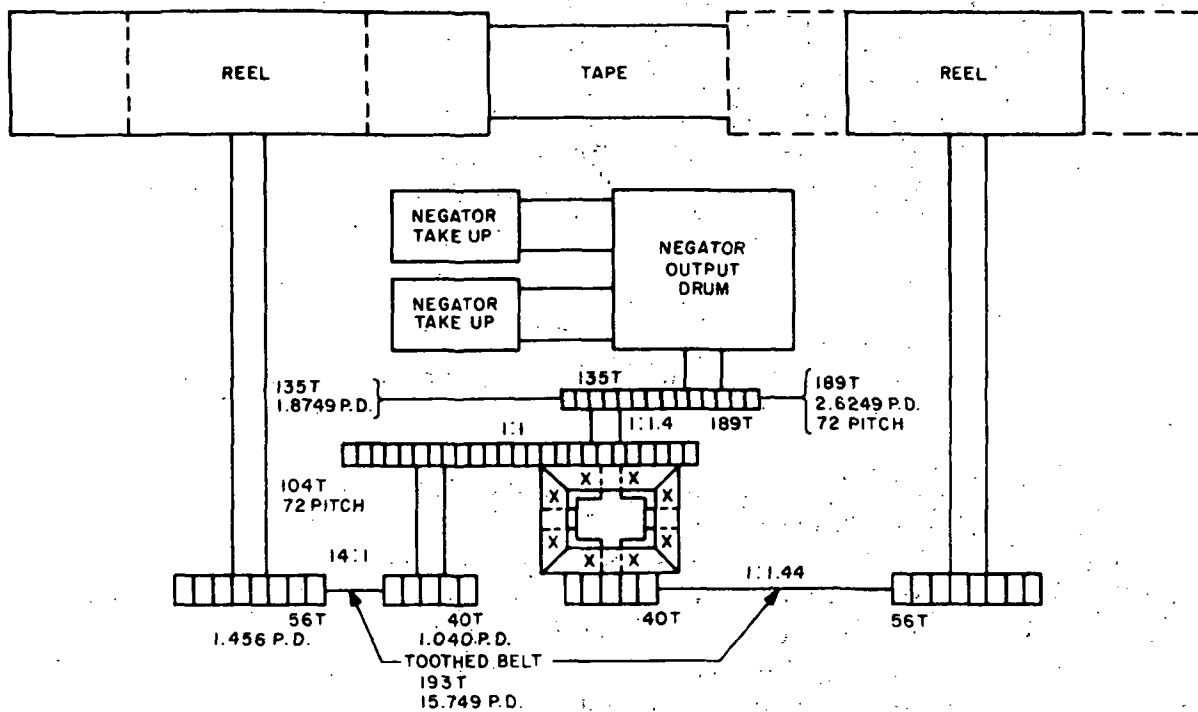 REEL
TAPE
REEL
NEGATOR
TAKE UP
NEGATOR
OUTPUT
DRUM
NEGATOR
TAKE UP
135T
1.8749 P.D.
135T
189T
2.6249 P.D.
72 PITCH
1:1
1:1.4
189T
104T
72 PITCH
X X
X X
X X
X X
14:1
1:1.44
56T
1.456 P.D.
40T
1.040 P.D.
40T
56T
TOOTHED BELT
193T
15.749 P.D.